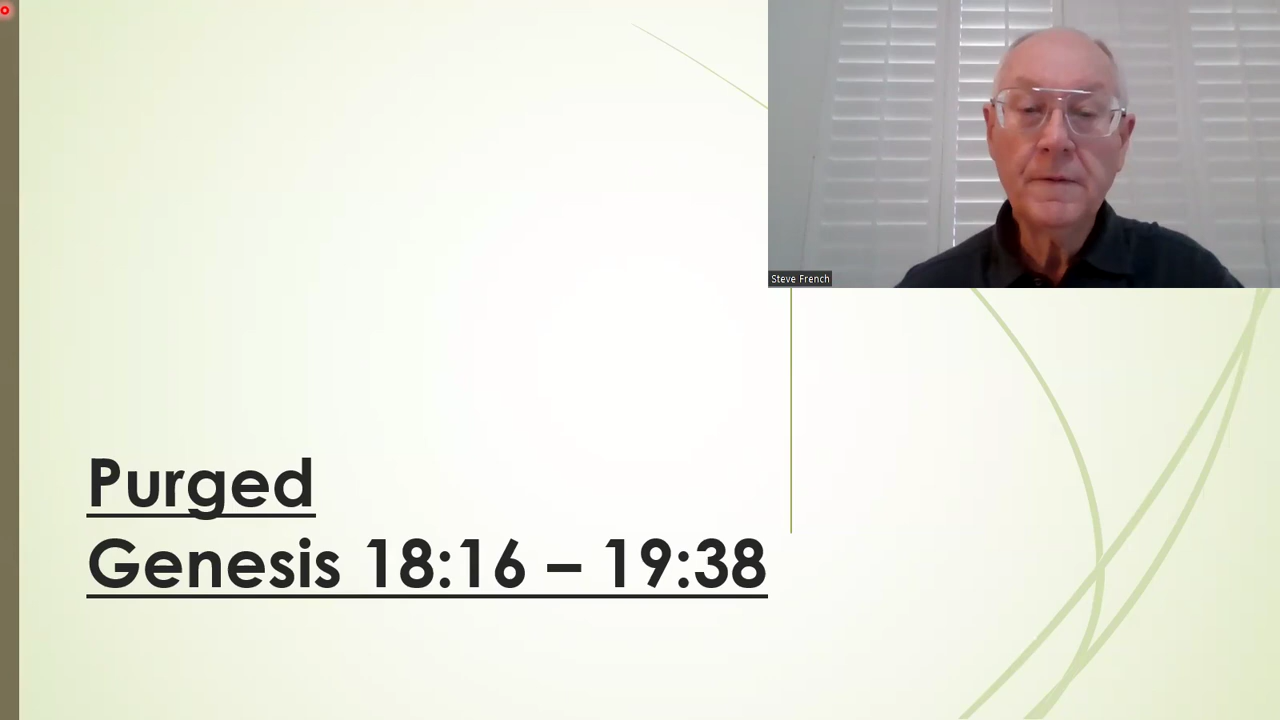 Steve French
Purged
Genesis 18:16 – 19:38